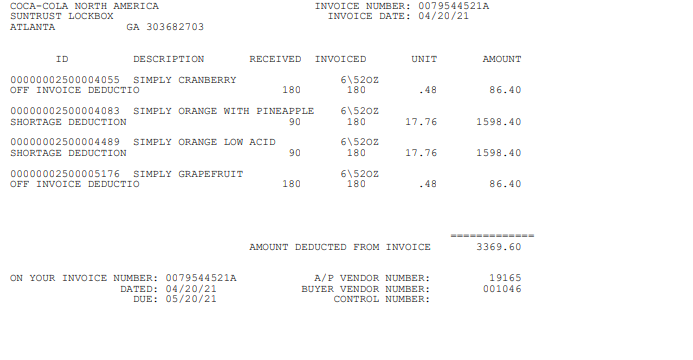 COCA-COLA NORTH AMERICA INVOICE NUMBER: 0079544521A
SUNTRUST LOCKBOX INVOICE DATE: 04/20/21
ATLANTA GA 303682703
ID DESCRIPTION RECEIVED INVOICED UNIT AMOUNT
00000002500004055 SIMPLY CRANBERRY 6\52OZ
OFF INVOICE DEDUCTIO 180 180 .48 86.40
00000002500004083 SIMPLY ORANGE WITH PINEAPPLE 6\52OZ
SHORTAGE DEDUCTION 90 180 17.76 1598.40
00000002500004489 SIMPLY ORANGE LOW ACID 6\52OZ
SHORTAGE DEDUCTION 90 180 17.76 1598.40
00000002500005176 SIMPLY GRAPEFRUIT 6\52OZ
OFF INVOICE DEDUCTIO 180 180 .48 86.40
=============
AMOUNT DEDUCTED FROM INVOICE 3369.60
ON YOUR INVOICE NUMBER: 0079544521A A/P VENDOR NUMBER: 19165
DATED: 04/20/21 BUYER VENDOR NUMBER: 001046
DUE: 05/20/21 CONTROL NUMBER: